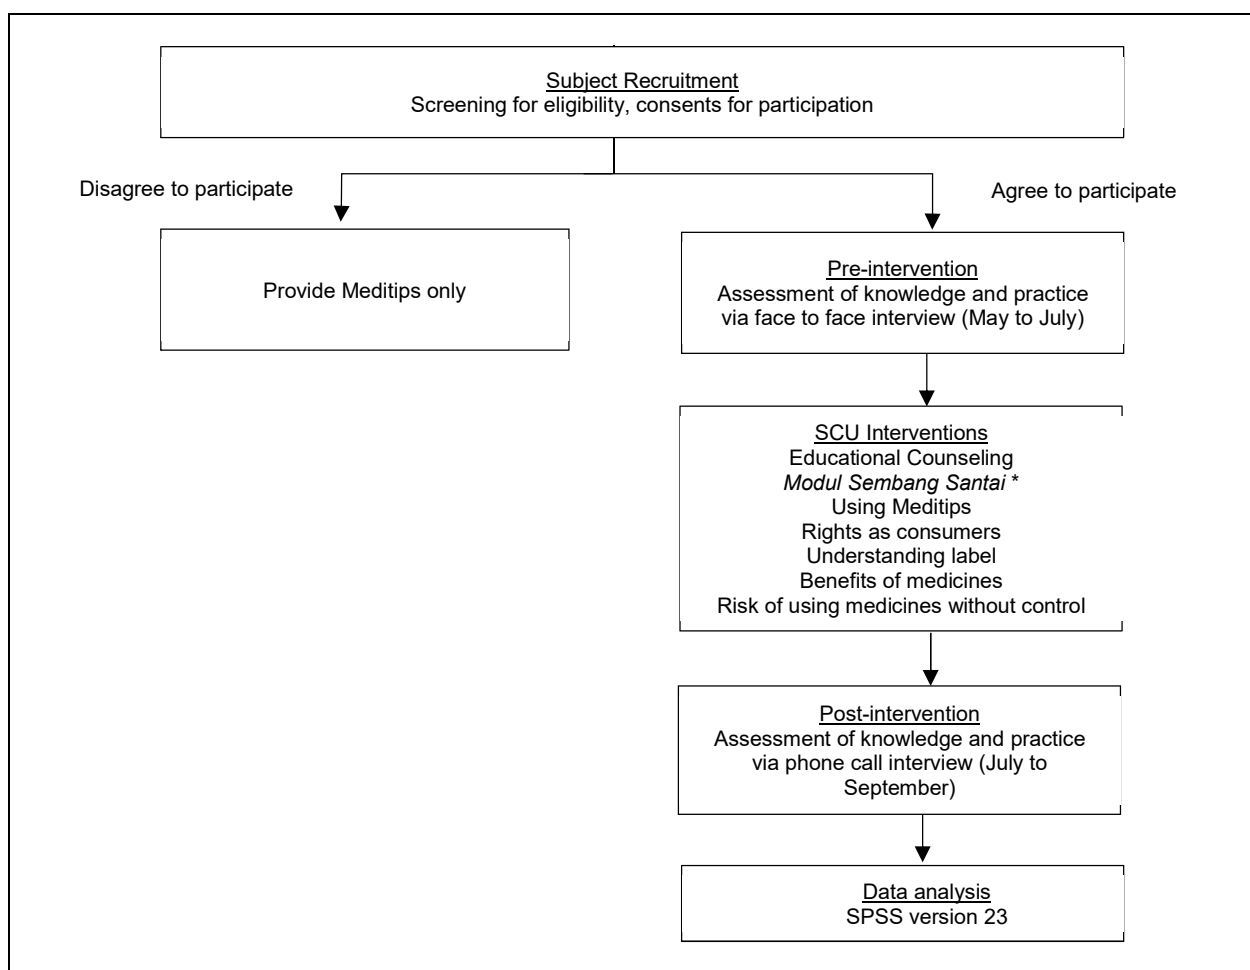 Subject Recruitment
Screening for eligibility, consents for participation
Disagree to participate
Agree to participate
Provide Meditips only
Pre-intervention
Assessment of knowledge and practice
via face to face interview (May to July)
SCU Interventions
Educational Counseling
Modul Sembang Santai *
Using Meditips
Rights as consumers
Understanding label
Benefits of medicines
Risk of using medicines without control
Post-intervention
Assessment of knowledge and practice
via phone call interview (July to
September)
Data analysis
SPSS version 23